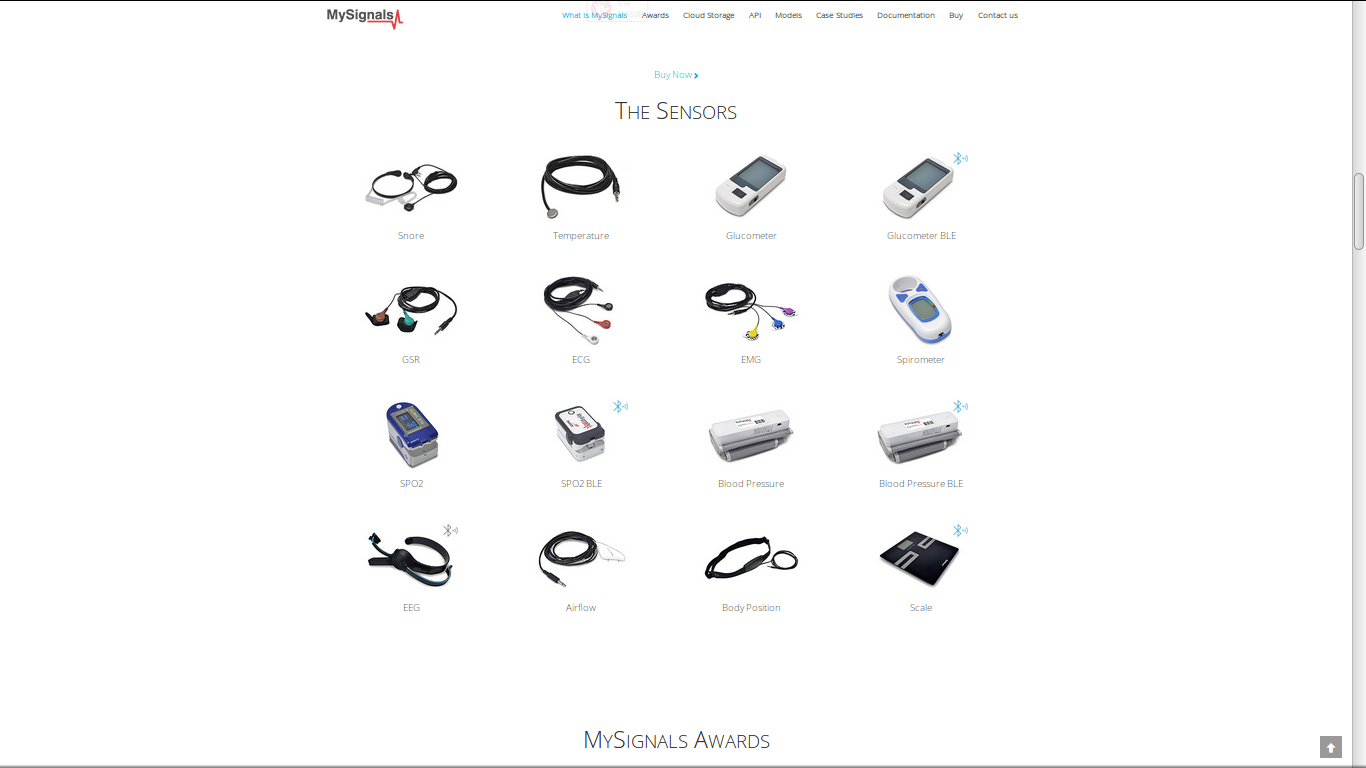 MySignals
What is MySignals Awards Cloud Storage API Models Case Studies Documentation Buy Contact us
Buy Now
THE SENSORS
Snore Temperature Glucometer Glucometer BLE
GSR ECG EMG Spirometer
SPO2 SPO2 BLE Blood Pressure Blood Pressure BLE
EEG Airflow Body Position Scale
MYSIGNALS AWARDS